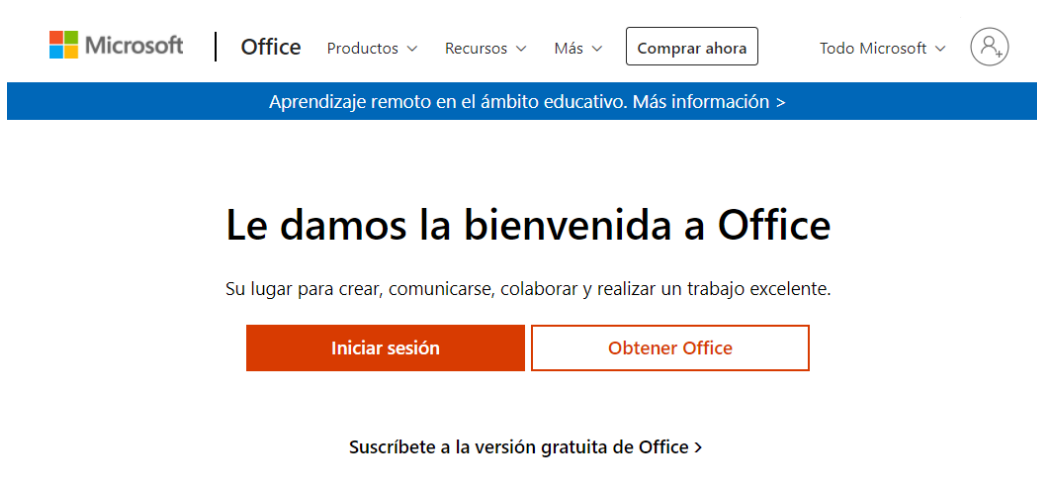 Microsoft | Office Productos Recursos Más Comprar ahora Todo Microsoft
Aprendizaje remoto en el ámbito educativo. Más información >
Le damos la bienvenida a Office
Su lugar para crear, comunicarse, colaborar y realizar un trabajo excelente.
Iniciar sesión Obtener Office
Suscríbete a la versión gratuita de Office >